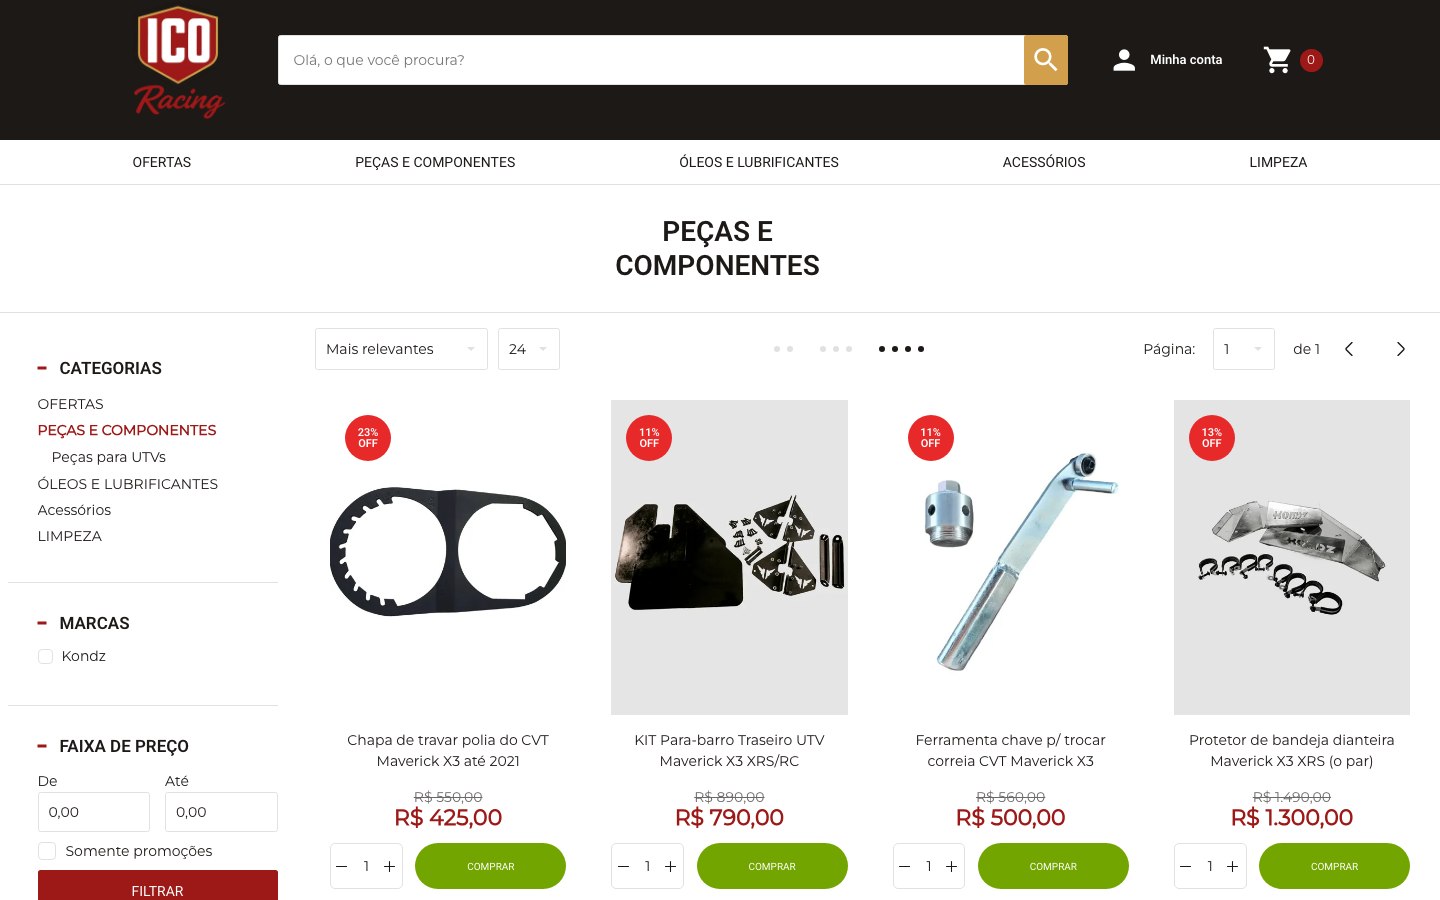 ICO
Racing
Olá, o que você procura?
Minha conta
0
OFERTAS
PEÇAS E COMPONENTES
ÓLEOS E LUBRIFICANTES
ACESSÓRIOS
LIMPEZA
PEÇAS E
COMPONENTES
CATEGORIAS
OFERTAS
PEÇAS E COMPONENTES
Peças para UTVs
ÓLEOS E LUBRIFICANTES
Acessórios
LIMPEZA
MARCAS
Kondz
FAIXA DE PREÇO
De
Até
0,00
0,00
Somente promoções
FILTRAR
Mais relevantes
24
Página:
1
de 1
23%
OFF
Chapa de travar polia do CVT
Maverick X3 até 2021
R$ 550,00
R$ 425,00
1
COMPRAR
11%
OFF
KIT Para-barro Traseiro UTV
Maverick X3 XRS/RC
R$ 890,00
R$ 790,00
1
COMPRAR
11%
OFF
Ferramenta chave p/ trocar
correia CVT Maverick X3
R$ 560,00
R$ 500,00
1
COMPRAR
13%
OFF
KONDZ
KONDZ
Protetor de bandeja dianteira
Maverick X3 XRS (o par)
R$ 1.490,00
R$ 1.300,00
1
COMPRAR